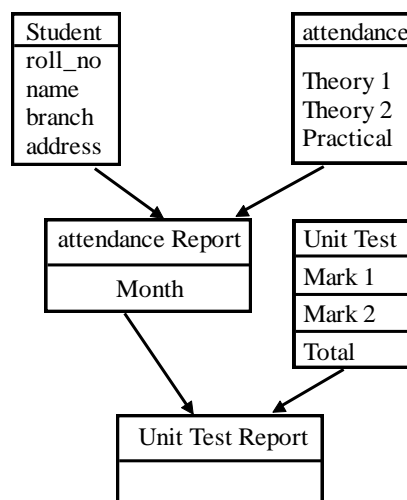 Student
roll_no
name
branch
address
attendance
Theory 1
Theory 2
Practical
attendance Report
Month
Unit Test
Mark 1
Mark 2
Total
Unit Test Report